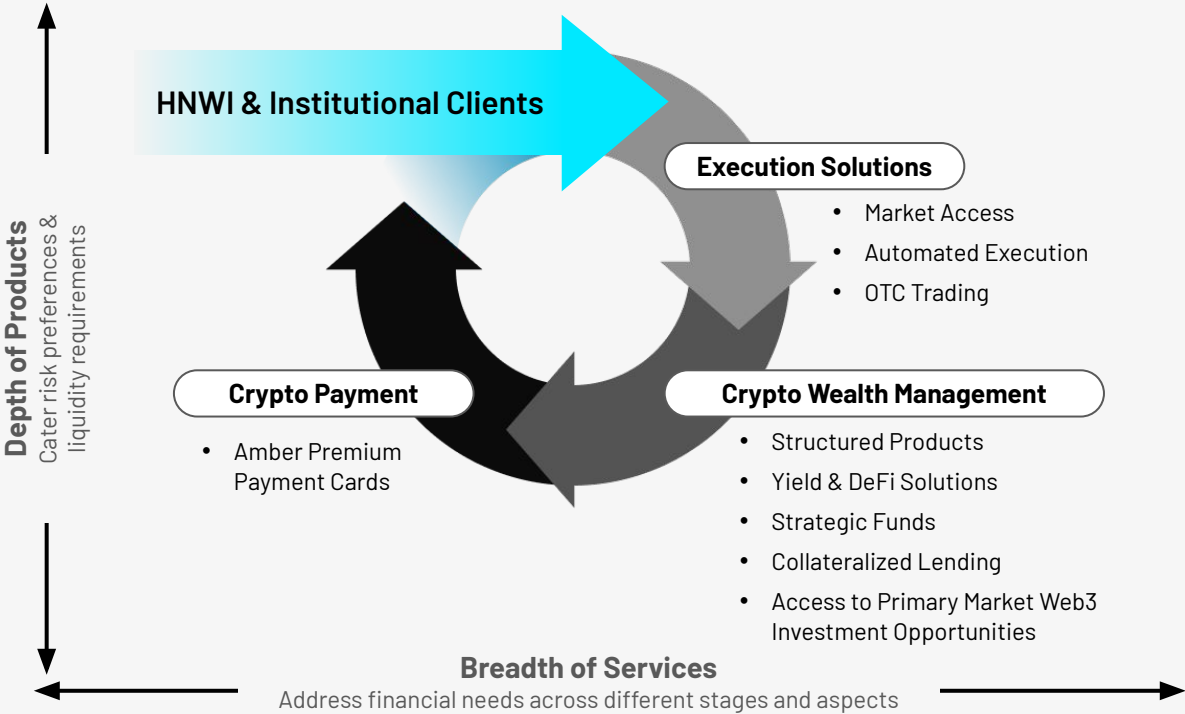 HNWI & Institutional Clients
Execution Solutions
• Market Access
• Automated Execution
• OTC Trading
Depth of Products
Cater risk preferences &
liquidity requirements
Crypto Payment
• Amber Premium
Payment Cards
Crypto Wealth Management
• Structured Products
• Yield & DeFi Solutions
• Strategic Funds
• Collateralized Lending
• Access to Primary Market Web3
Investment Opportunities
Breadth of Services
Address financial needs across different stages and aspects